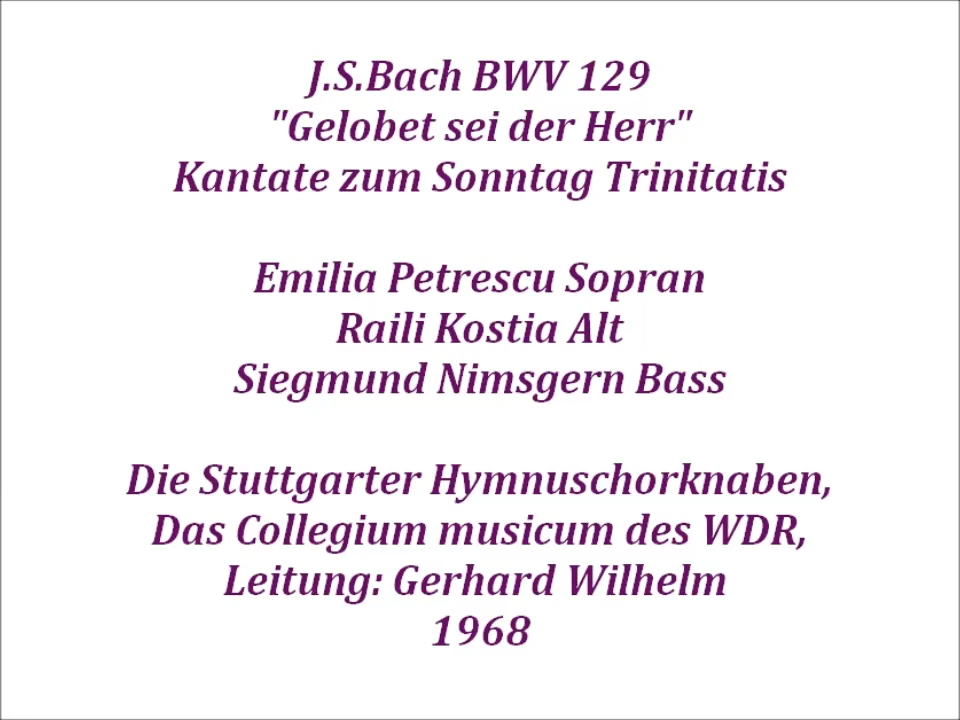 J.S.Bach BWV 129
"Gelobet sei der Herr"
Kantate zum Sonntag Trinitatis
Emilia Petrescu Sopran
Raili Kostia Alt
Siegmund Nimsgern Bass
Die Stuttgarter Hymnuschorknaben,
Das Collegium musicum des WDR,
Leitung: Gerhard Wilhelm
1968